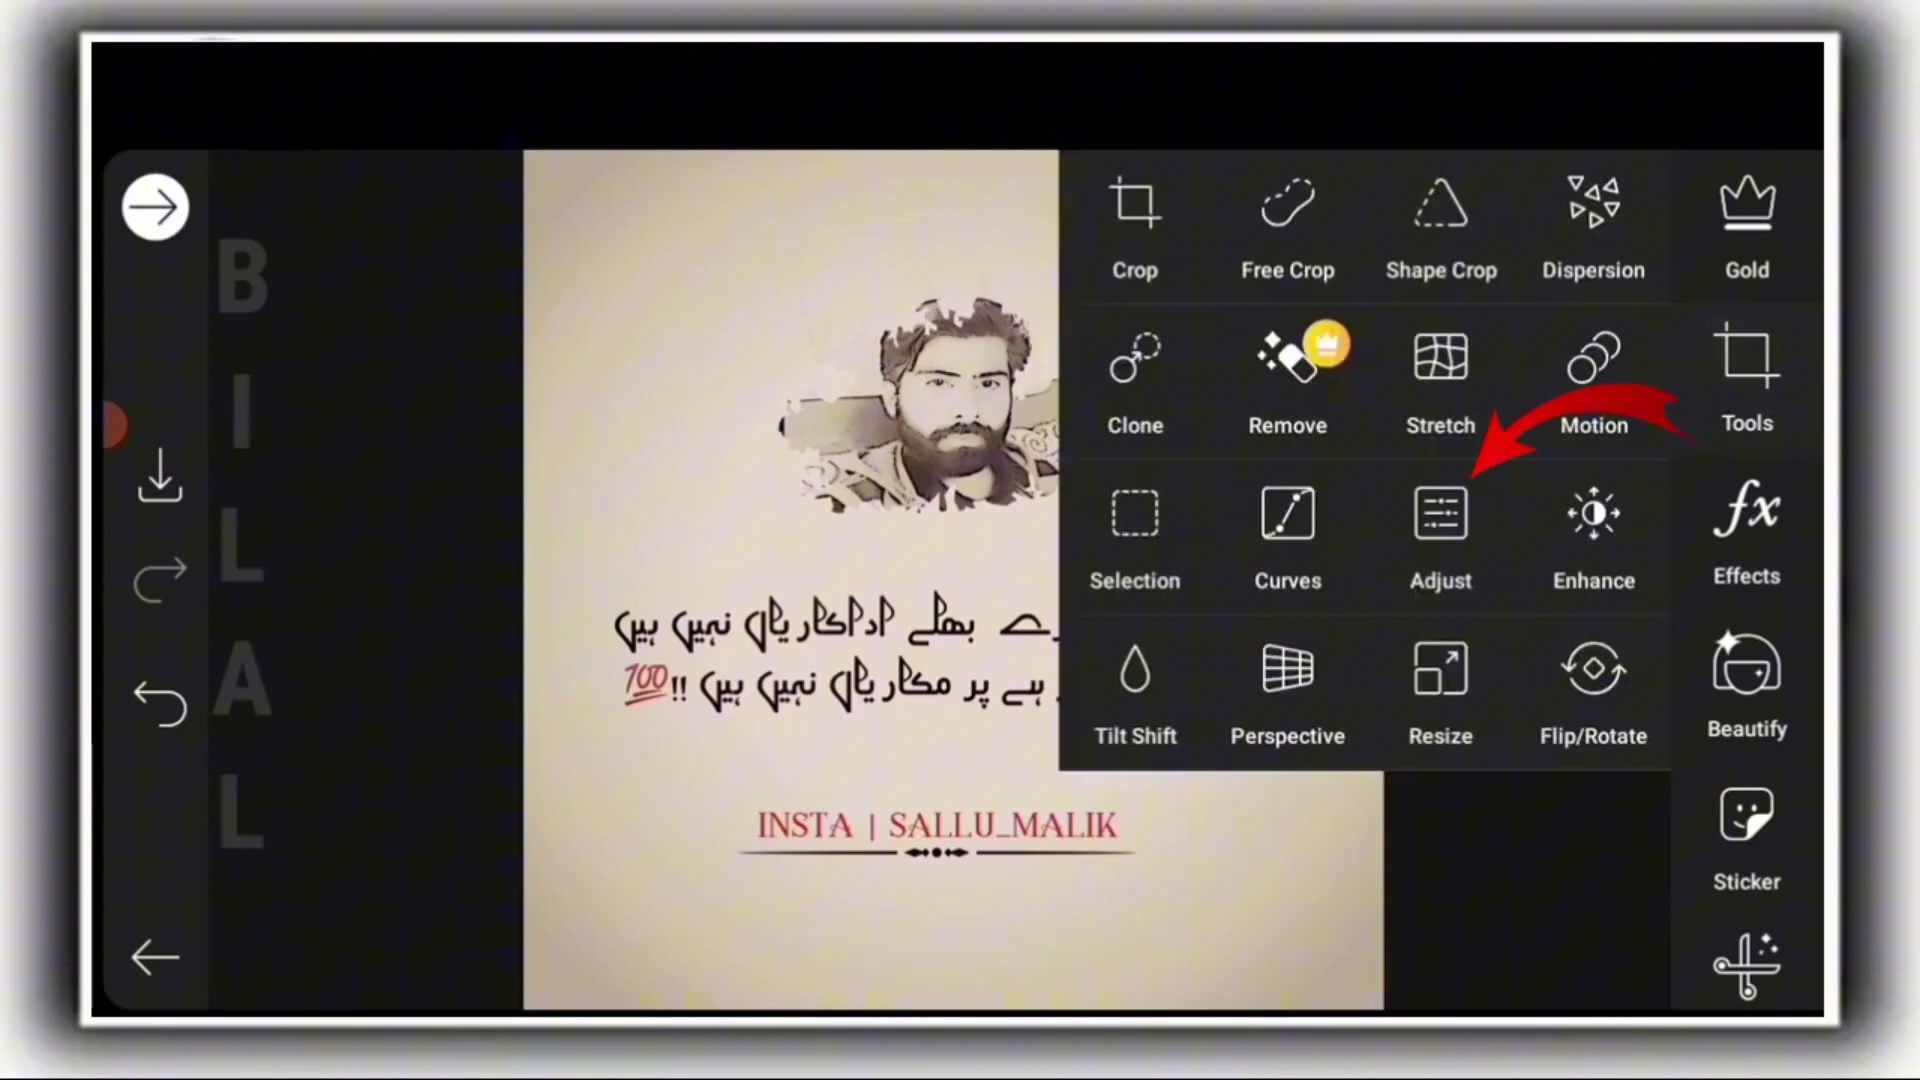 B
I
L
A
L
Crop
Free Crop
Shape Crop
Dispersion
Gold
Clone
Remove
Stretch
Motion
Tools
Selection
Curves
Adjust
Enhance
fx
Effects
Tilt Shift
Perspective
Resize
Flip/Rotate
Beautify
Sticker
بھلے اداکاریاں نہیں ہیں
ہے پر مکاریاں نہیں ہیں !!💯
INSTA | SALLU_MALIK